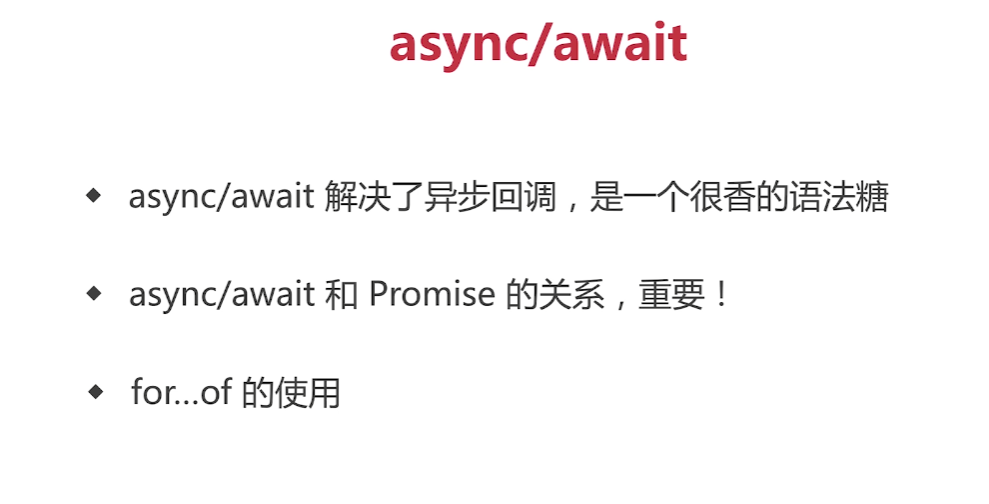 async/await
◆ async/await 解决了异步回调，是一个很香的语法糖
◆ async/await 和 Promise 的关系，重要！
◆ for...of 的使用